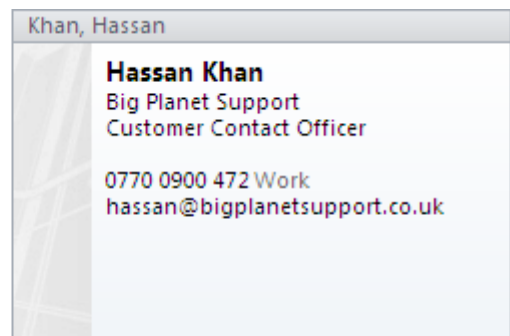 Khan, Hassan
Hassan Khan
Big Planet Support
Customer Contact Officer
0770 0900 472 Work
hassan@bigplanetsupport.co.uk